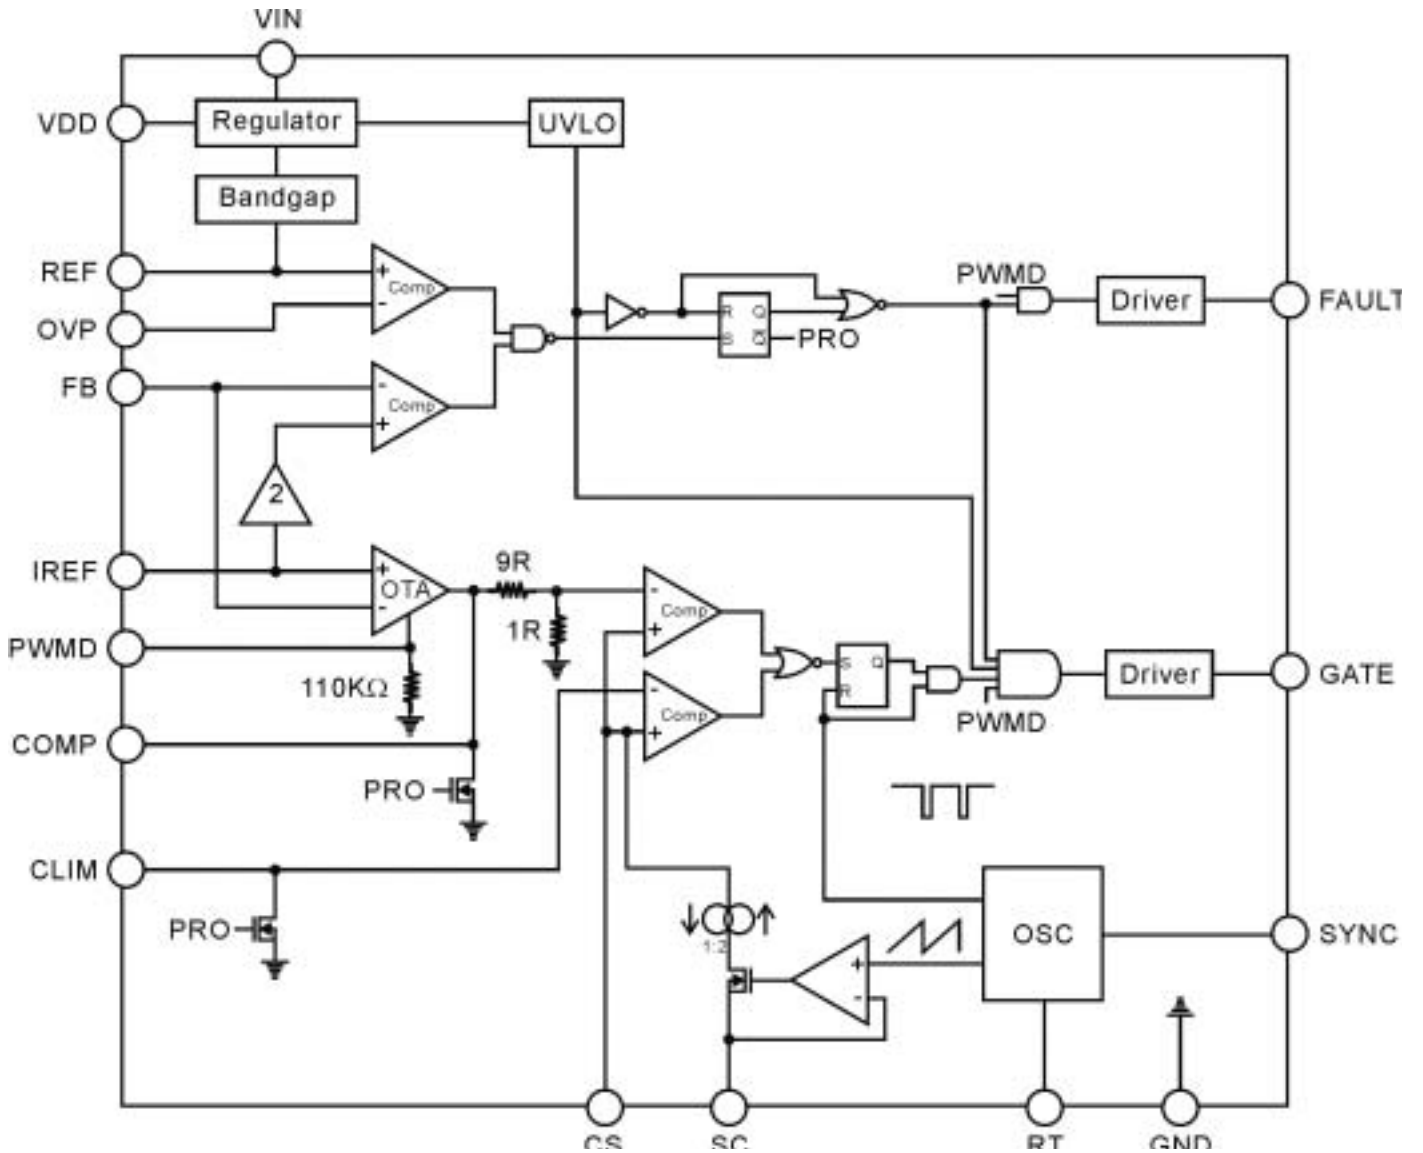 VIN
VDD
Regulator
UVLO
Bandgap
REF
+
Comp
-
OVP
PWMD
Driver
FAULT
R Q
S Q̅
PRO
FB
-
Comp
+
2
IREF
+
OTA
-
9R
1R
-
Comp
+
PWMD
110KΩ
S Q
R
Driver
GATE
PWMD
-
Comp
+
COMP
PRO
CLIM
PRO
1:2
+
-
OSC
SYNC
CS
SC
RT
GND